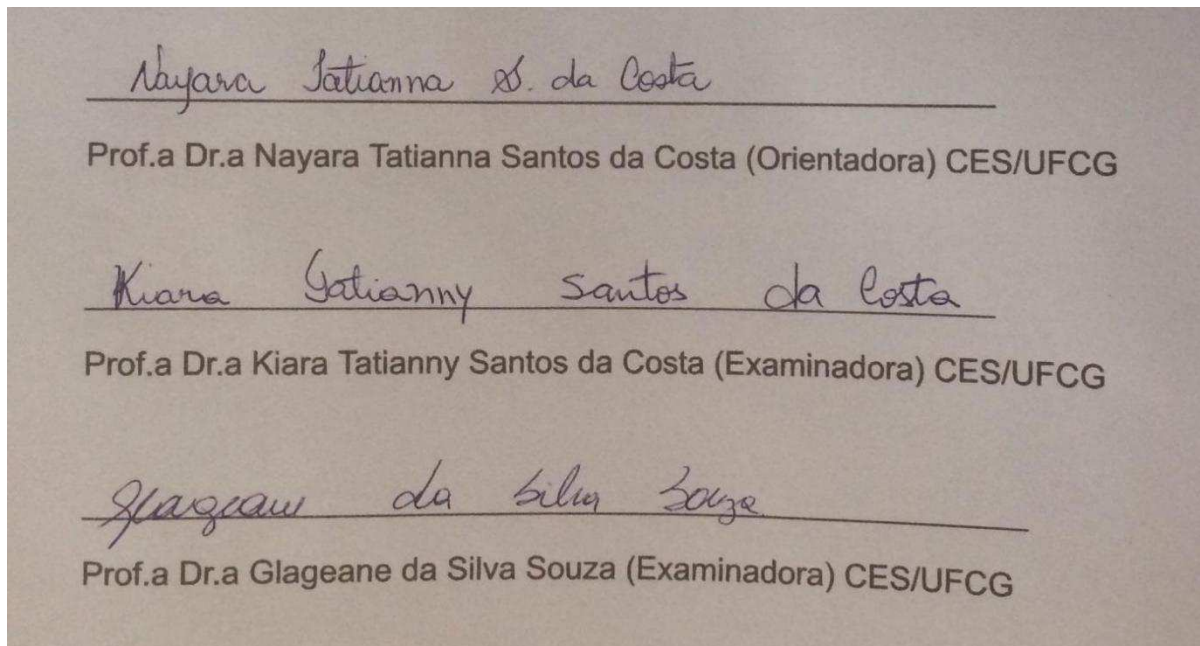 Nayara Tatianna S. da Costa
Prof.a Dr.a Nayara Tatianna Santos da Costa (Orientadora) CES/UFCG
Kiara Tatianny Santos da Costa
Prof.a Dr.a Kiara Tatianny Santos da Costa (Examinadora) CES/UFCG
Glageane da Silva Souza
Prof.a Dr.a Glageane da Silva Souza (Examinadora) CES/UFCG